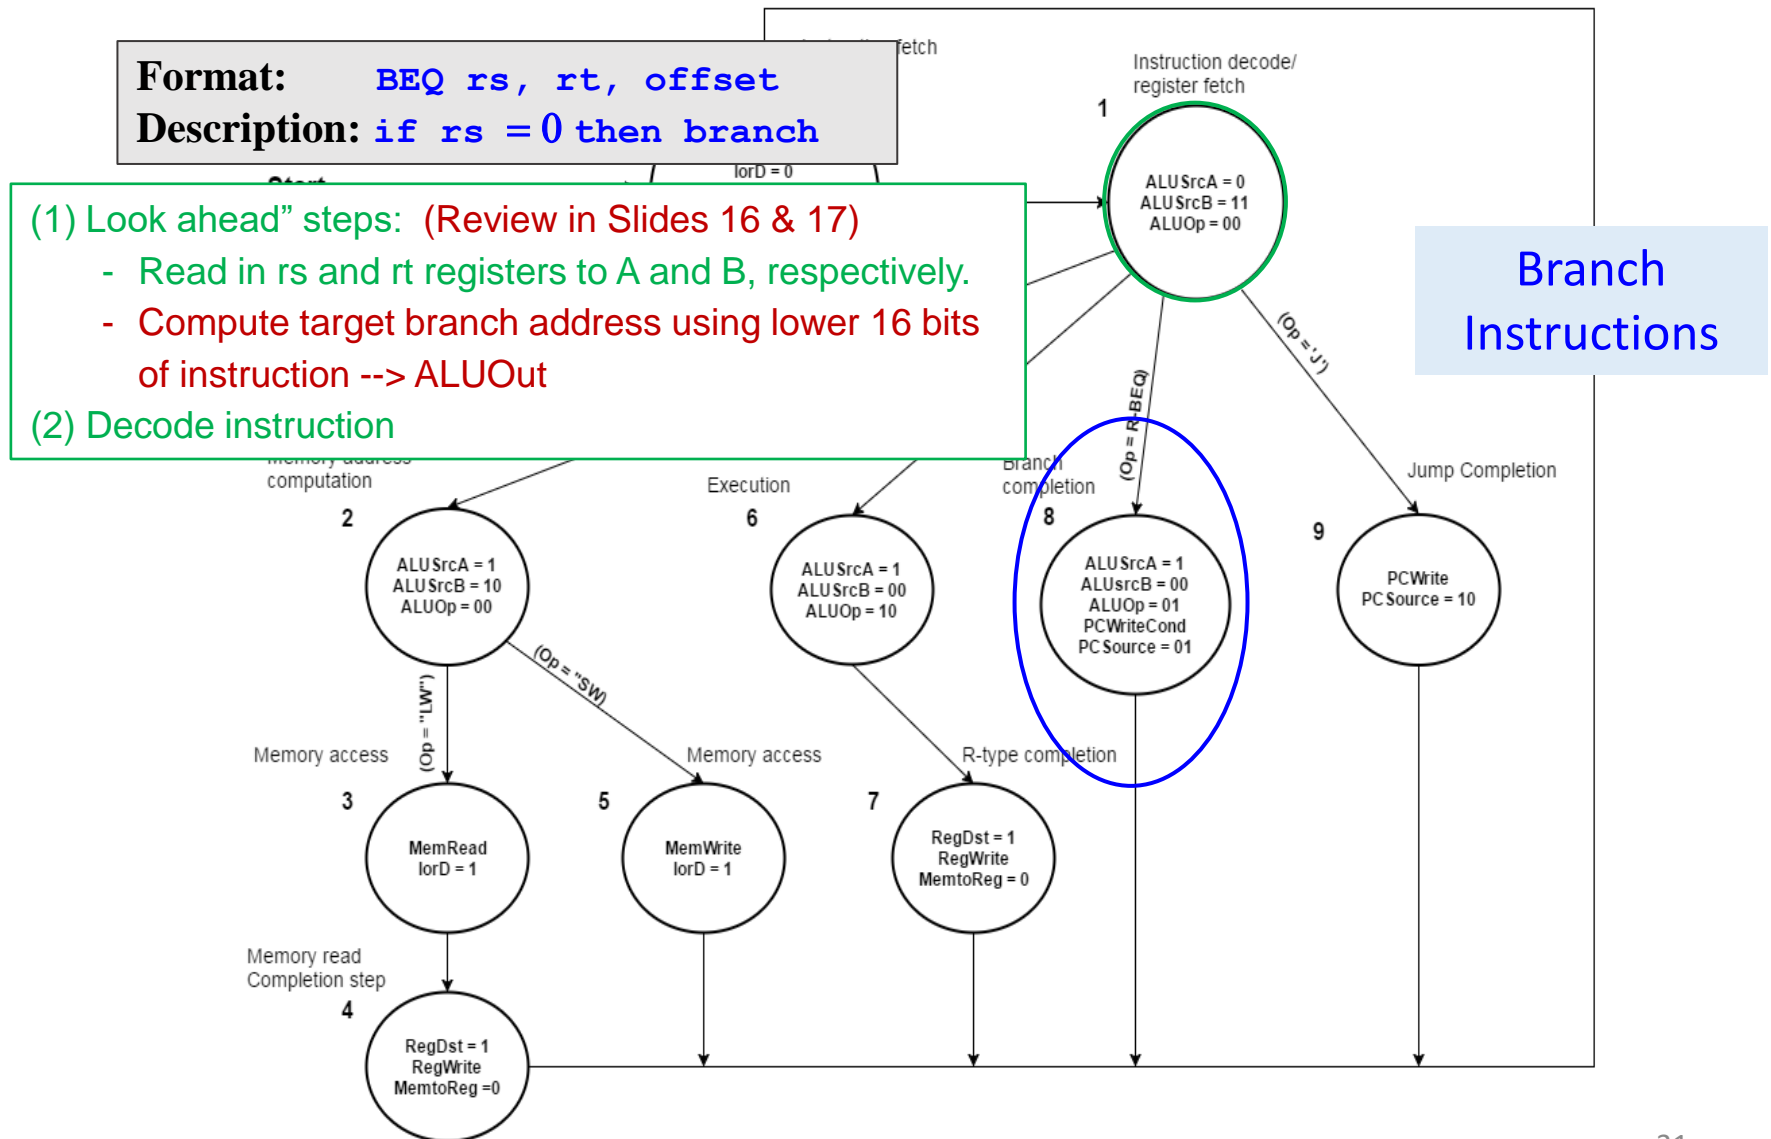 Format: BEQ rs, rt, offset
Description: if rs = 0 then branch
fetch
Instruction decode/
register fetch
1
IorD = 0
Start
ALUSrcA = 0
ALUSrcB = 11
ALUOp = 00
(1) Look ahead” steps: (Review in Slides 16 & 17)
- Read in rs and rt registers to A and B, respectively.
- Compute target branch address using lower 16 bits
of instruction --> ALUOut
(2) Decode instruction
Branch
Instructions
(Op = 'J')
(Op = R-BEQ)
Memory address
computation
2
Execution
6
Branch
completion
8
Jump Completion
9
ALUSrcA = 1
ALUSrcB = 10
ALUOp = 00
ALUSrcA = 1
ALUSrcB = 00
ALUOp = 10
ALUSrcA = 1
ALUsrcB = 00
ALUOp = 01
PCWriteCond
PCSource = 01
PCWrite
PCSource = 10
(Op = "LW")
(Op = "SW)
Memory access
3
Memory access
5
R-type completion
7
MemRead
IorD = 1
MemWrite
IorD = 1
RegDst = 1
RegWrite
MemtoReg = 0
Memory read
Completion step
4
RegDst = 1
RegWrite
MemtoReg =0